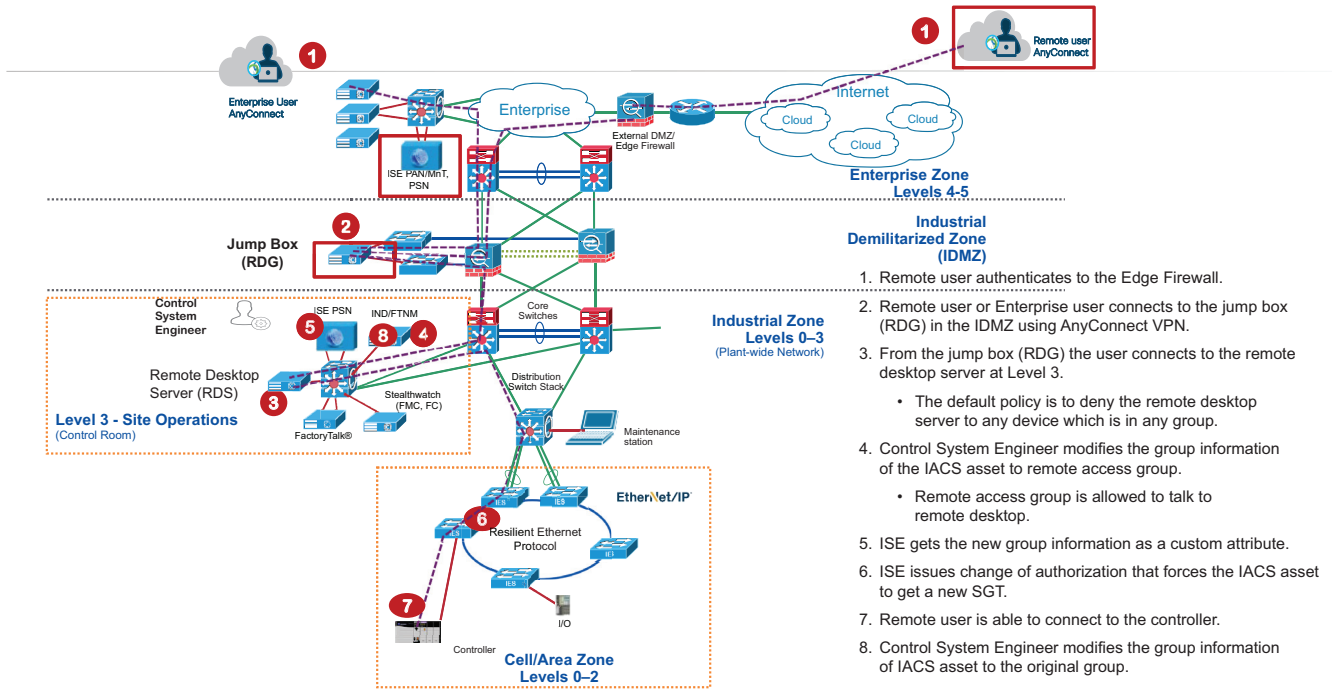 1
Enterprise User
AnyConnect
1
Remote user
AnyConnect
Enterprise
External DMZ/
Edge Firewall
Internet
Cloud
Cloud
Cloud
ISE PAN/MnT,
PSN
Enterprise Zone
Levels 4-5
2
Jump Box
(RDG)
Industrial
Demilitarized Zone
(IDMZ)
Control
System
Engineer
ISE PSN
5
IND/FTNM
8
4
Core
Switches
Industrial Zone
Levels 0–3
(Plant-wide Network)
Remote Desktop
Server (RDS)
3
Distribution
Switch Stack
Stealthwatch
(FMC, FC)
Level 3 - Site Operations
(Control Room)
FactoryTalk®
Maintenance
station
IES
IES
EtherNet/IP
IES
6
Resilient Ethernet
Protocol
IES
7
I/O
Controller
Cell/Area Zone
Levels 0–2
1. Remote user authenticates to the Edge Firewall.
2. Remote user or Enterprise user connects to the jump box
(RDG) in the IDMZ using AnyConnect VPN.
3. From the jump box (RDG) the user connects to the remote
desktop server at Level 3.
• The default policy is to deny the remote desktop
server to any device which is in any group.
4. Control System Engineer modifies the group information
of the IACS asset to remote access group.
• Remote access group is allowed to talk to
remote desktop.
5. ISE gets the new group information as a custom attribute.
6. ISE issues change of authorization that forces the IACS asset
to get a new SGT.
7. Remote user is able to connect to the controller.
8. Control System Engineer modifies the group information
of IACS asset to the original group.